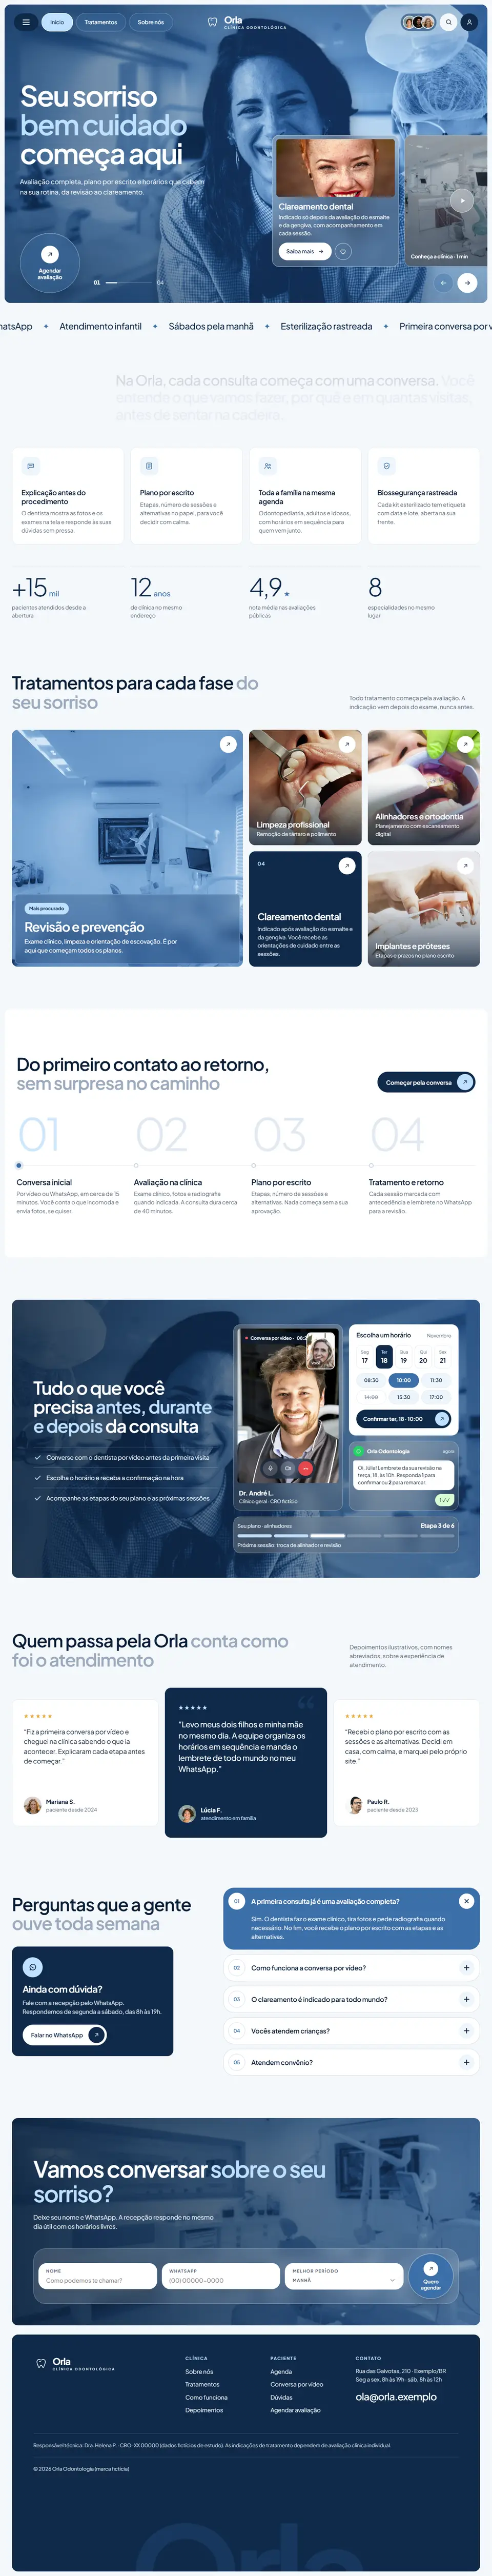 Início
Tratamentos
Sobre nós
Orla
CLÍNICA ODONTOLÓGICA
Seu sorriso
bem cuidado
começa aqui
Avaliação completa, plano por escrito e horários que cabem
na sua rotina, da revisão ao clareamento.
Agendar
avaliação
01
04
Clareamento dental
Indicado só depois da avaliação do esmalte
e da gengiva, com acompanhamento em
cada sessão.
Saiba mais
Conheça a clínica · 1 min
hatsApp
Atendimento infantil
Sábados pela manhã
Esterilização rastreada
Primeira conversa por v
Na Orla, cada consulta começa com uma conversa. Você
entende o que vamos fazer, por quê e em quantas visitas,
antes de sentar na cadeira.
Explicação antes do
procedimento
O dentista mostra as fotos e os
exames na tela e responde às suas
dúvidas sem pressa.
Plano por escrito
Etapas, número de sessões e
alternativas no papel, para você
decidir com calma.
Toda a família na mesma
agenda
Odontopediatria, adultos e idosos,
com horários em sequência para
quem vem junto.
Biossegurança rastreada
Cada kit esterilizado tem etiqueta
com data e lote, aberta na sua
frente.
+15 mil
pacientes atendidos desde a
abertura
12 anos
de clínica no mesmo
endereço
4,9 ★
nota média nas avaliações
públicas
8
especialidades no mesmo
lugar
Tratamentos para cada fase do
seu sorriso
Todo tratamento começa pela avaliação. A
indicação vem depois do exame, nunca antes.
Mais procurado
Revisão e prevenção
Exame clínico, limpeza e orientação de escovação. É por
aqui que começam todos os planos.
Limpeza profissional
Remoção de tártaro e polimento
Alinhadores e ortodontia
Planejamento com escaneamento
digital
04
Clareamento dental
Indicado após avaliação do esmalte e
da gengiva. Você recebe as
orientações de cuidado entre as
sessões.
Implantes e próteses
Etapas e prazos no plano escrito
Do primeiro contato ao retorno,
sem surpresa no caminho
Começar pela conversa
01
Conversa inicial
Por vídeo ou WhatsApp, em cerca de 15
minutos. Você conta o que incomoda e
envia fotos, se quiser.
02
Avaliação na clínica
Exame clínico, fotos e radiografia
quando indicada. A consulta dura cerca
de 40 minutos.
03
Plano por escrito
Etapas, número de sessões e
alternativas. Nada começa sem a sua
aprovação.
04
Tratamento e retorno
Cada sessão marcada com
antecedência e lembrete no WhatsApp
para a revisão.
Tudo o que você
precisa antes, durante
e depois da consulta
Converse com o dentista por vídeo antes da primeira visita
Escolha o horário e receba a confirmação na hora
Acompanhe as etapas do seu plano e as próximas sessões
Conversa por vídeo · 08:2
Dr. André L.
Clínico geral · CRO fictício
Escolha um horário
Novembro
Seg
17
Ter
18
Qua
19
Qui
20
Sex
21
08:30
10:00
11:30
14:00
15:30
17:00
Confirmar ter, 18 · 10:00
Orla Odontologia
agora
Oi, Júlia! Lembrete da sua revisão na
terça, 18, às 10h. Responda 1 para
confirmar ou 2 para remarcar.
1 ✓✓
Seu plano · alinhadores
Etapa 3 de 6
Próxima sessão: troca de alinhador e revisão
Quem passa pela Orla conta como
foi o atendimento
Depoimentos ilustrativos, com nomes
abreviados, sobre a experiência de
atendimento.
★★★★★
“Fiz a primeira conversa por vídeo e
cheguei na clínica sabendo o que ia
acontecer. Explicaram cada etapa antes
de começar.”
Mariana S.
paciente desde 2024
★★★★★
“Levo meus dois filhos e minha mãe
no mesmo dia. A equipe organiza os
horários em sequência e manda o
lembrete de todo mundo no meu
WhatsApp.”
Lúcia F.
atendimento em família
★★★★★
“Recebi o plano por escrito com as
sessões e as alternativas. Decidi em
casa, com calma, e marquei pelo próprio
site.”
Paulo R.
paciente desde 2023
Perguntas que a gente
ouve toda semana
Ainda com dúvida?
Fale com a recepção pelo WhatsApp.
Respondemos de segunda a sábado, das 8h às 19h.
Falar no WhatsApp
01
A primeira consulta já é uma avaliação completa?
Sim. O dentista faz o exame clínico, tira fotos e pede radiografia quando
necessário. No fim, você recebe o plano por escrito com as etapas e as
alternativas.
02
Como funciona a conversa por vídeo?
03
O clareamento é indicado para todo mundo?
04
Vocês atendem crianças?
05
Atendem convênio?
Vamos conversar sobre o seu
sorriso?
Deixe seu nome e WhatsApp. A recepção responde no mesmo
dia útil com os horários livres.
NOME
Como podemos te chamar?
WHATSAPP
(00) 00000-0000
MELHOR PERÍODO
MANHÃ
Quero
agendar
Orla
CLÍNICA ODONTOLÓGICA
CLÍNICA
Sobre nós
Tratamentos
Como funciona
Depoimentos
PACIENTE
Agenda
Conversa por vídeo
Dúvidas
Agendar avaliação
CONTATO
Rua das Gaivotas, 210 · Exemplo/BR
Seg a sex, 8h às 19h · sáb, 8h às 12h
ola@orla.exemplo
Responsável técnica: Dra. Helena P. · CRO-XX 00000 (dados fictícios de estudo). As indicações de tratamento dependem de avaliação clínica individual.
© 2026 Orla Odontologia (marca fictícia)
Orla